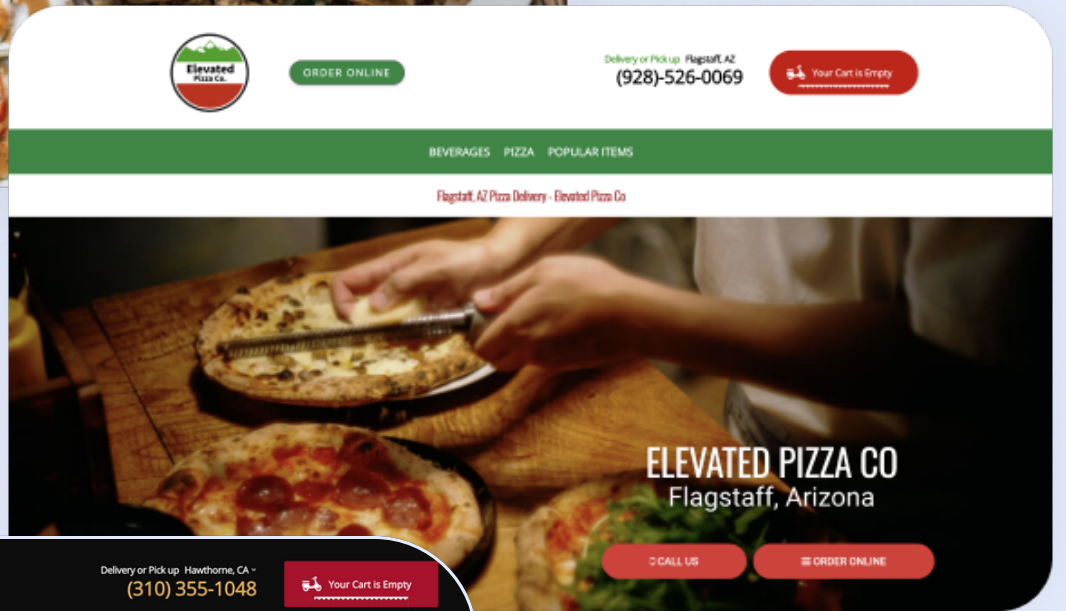 Elevated
Pizza Co.
ORDER ONLINE
Delivery or Pick up Flagstaff, AZ
(928)-526-0069
Your Cart is Empty
BEVERAGES PIZZA POPULAR ITEMS
Flagstaff, AZ Pizza Delivery - Elevated Pizza Co
ELEVATED PIZZA CO
Flagstaff, Arizona
CALL US
ORDER ONLINE
Delivery or Pick up Hawthorne, CA
(310) 355-1048
Your Cart is Empty